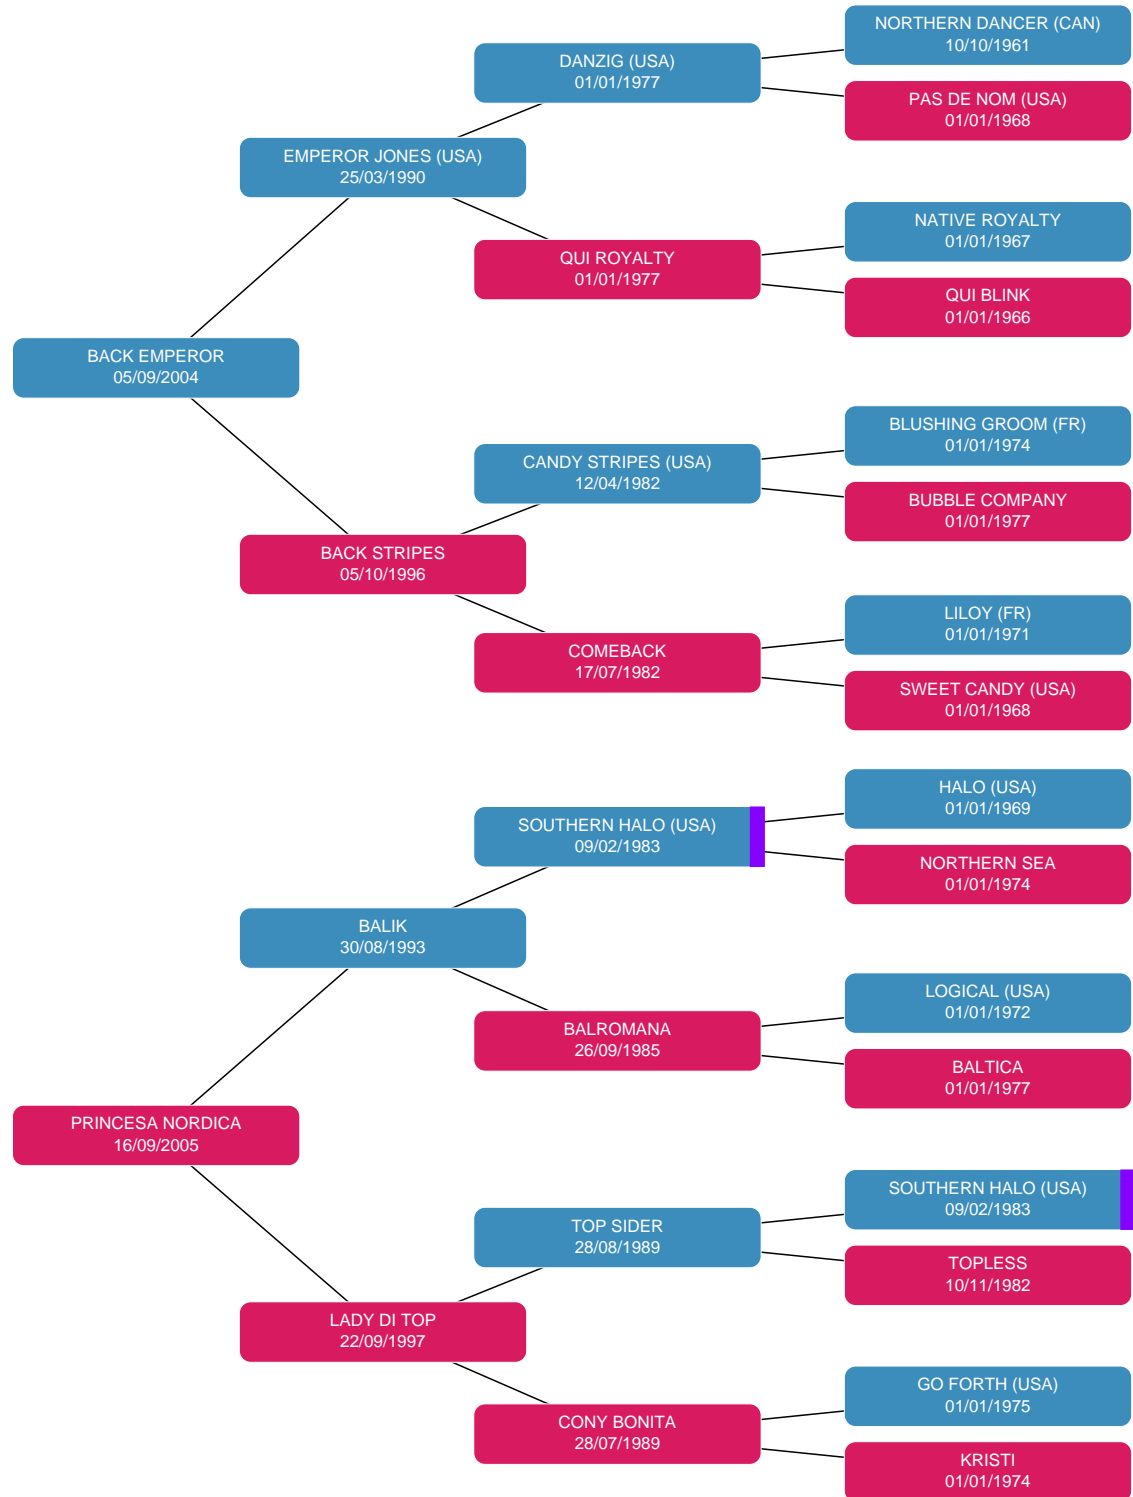 NORTHERN DANCER (CAN)
10/10/1961
DANZIG (USA)
01/01/1977
PAS DE NOM (USA)
01/01/1968
EMPEROR JONES (USA)
25/03/1990
NATIVE ROYALTY
01/01/1967
QUI ROYALTY
01/01/1977
QUI BLINK
01/01/1966
BACK EMPEROR
05/09/2004
BLUSHING GROOM (FR)
01/01/1974
CANDY STRIPES (USA)
12/04/1982
BUBBLE COMPANY
01/01/1977
BACK STRIPES
05/10/1996
LILOY (FR)
01/01/1971
COMEBACK
17/07/1982
SWEET CANDY (USA)
01/01/1968
HALO (USA)
01/01/1969
SOUTHERN HALO (USA)
09/02/1983
NORTHERN SEA
01/01/1974
BALIK
30/08/1993
LOGICAL (USA)
01/01/1972
BALROMANA
26/09/1985
BALTICA
01/01/1977
PRINCESA NORDICA
16/09/2005
SOUTHERN HALO (USA)
09/02/1983
TOP SIDER
28/08/1989
TOPLESS
10/11/1982
LADY DI TOP
22/09/1997
GO FORTH (USA)
01/01/1975
CONY BONITA
28/07/1989
KRISTI
01/01/1974